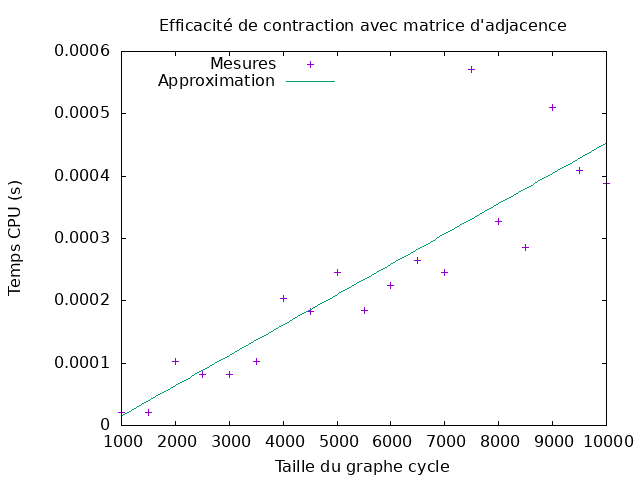 Efficacité de contraction avec matrice d'adjacence
0.0006
Mesures
Approximation
0.0005
0.0004
0.0003
0.0002
0.0001
0
Temps CPU (s)
1000 2000 3000 4000 5000 6000 7000 8000 9000 10000
Taille du graphe cycle